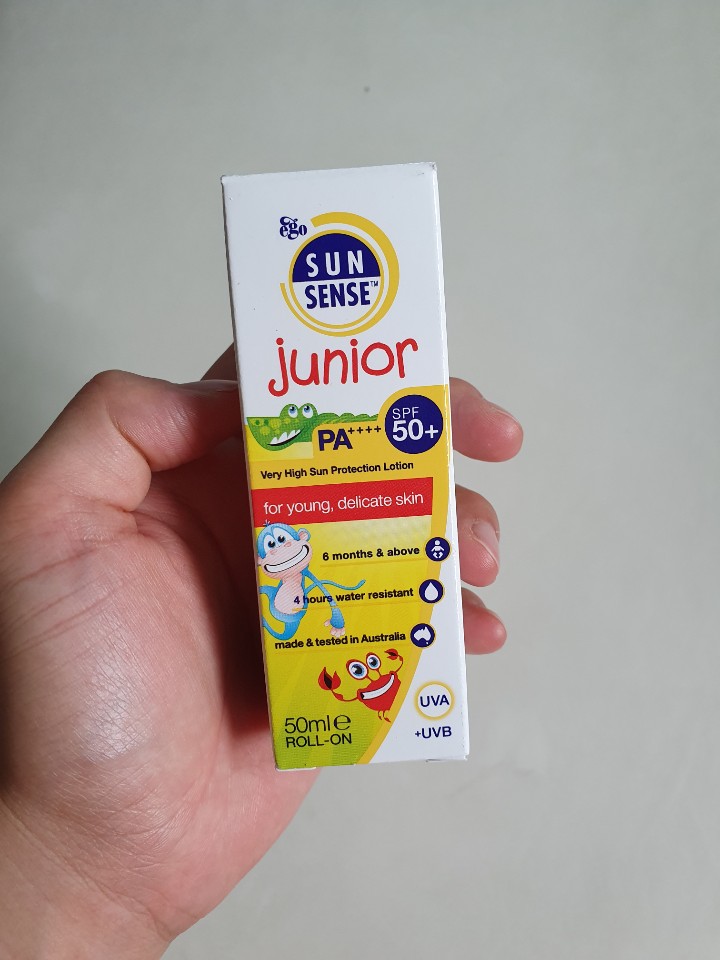 ego
SUN
SENSE™
junior
PA++++
SPF
50+
Very High Sun Protection Lotion
for young, delicate skin
6 months & above
4 hours water resistant
made & tested in Australia
50ml e
ROLL-ON
UVA
+UVB